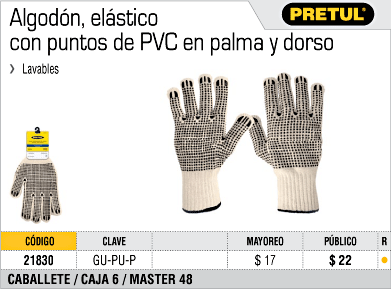 PRETUL®
Algodón, elástico
con puntos de PVC en palma y dorso
❯ Lavables
CÓDIGO CLAVE MAYOREO PÚBLICO R
21830 GU-PU-P $ 17 $ 22 ●
CABALLETE / CAJA 6 / MASTER 48